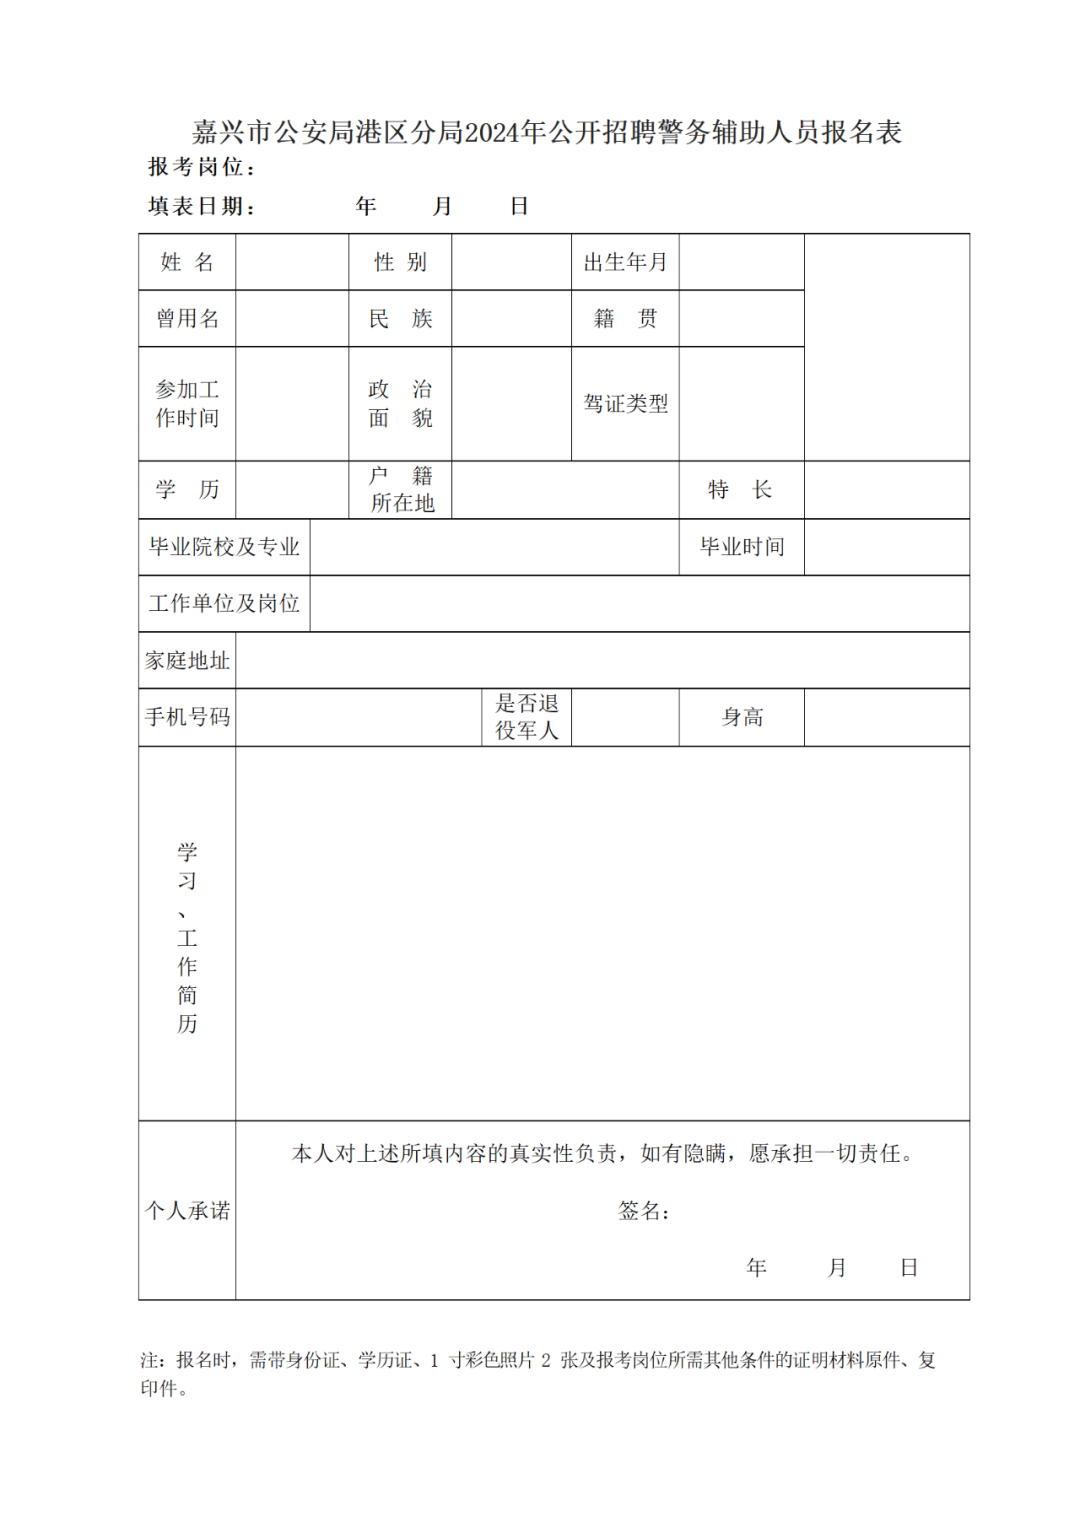 嘉兴市公安局港区分局2024年公开招聘警务辅助人员报名表
报考岗位：
填表日期： 年 月 日
姓 名 性 别 出生年月
曾用名 民 族 籍 贯
参加工
作时间
政 治
面 貌
驾证类型
学 历
户 籍
所在地
特 长
毕业院校及专业 毕业时间
工作单位及岗位
家庭地址
手机号码
是否退
役军人
身高
学
习
、
工
作
简
历
个人承诺
本人对上述所填内容的真实性负责，如有隐瞒，愿承担一切责任。
签名：
年 月 日
注：报名时，需带身份证、学历证、1 寸彩色照片 2 张及报考岗位所需其他条件的证明材料原件、复
印件。